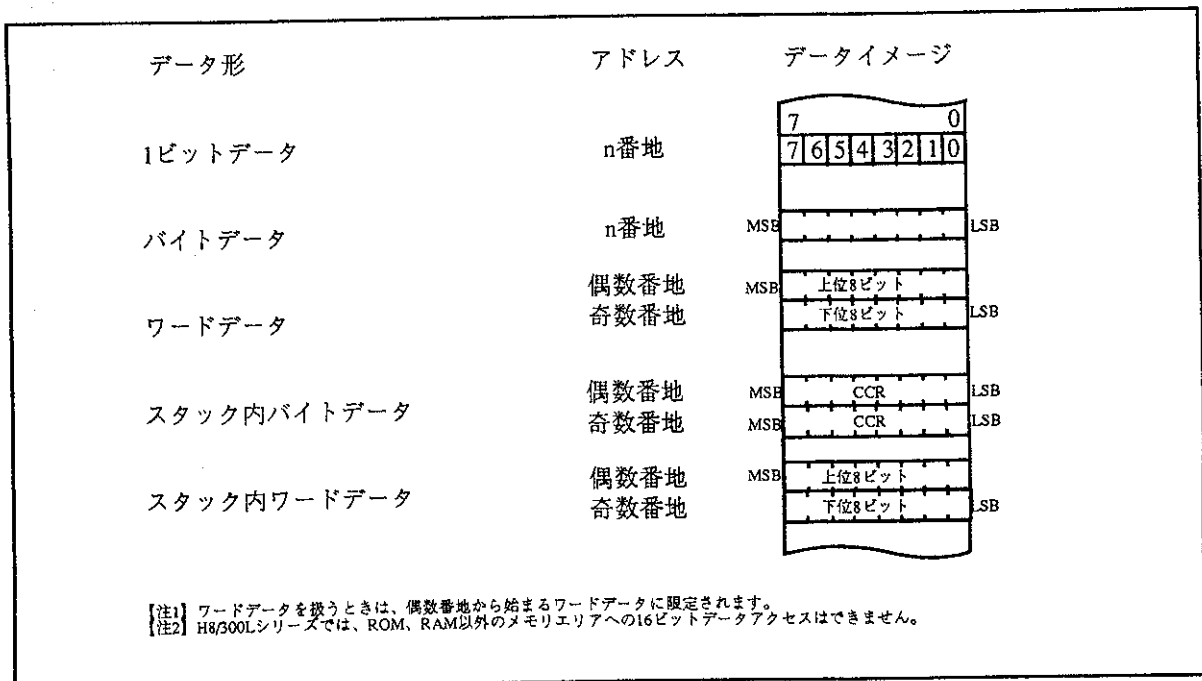 データ形 アドレス データイメージ
7 0
1ビットデータ n番地 7 6 5 4 3 2 1 0
バイトデータ n番地 MSB LSB
偶数番地 MSB 上位8ビット
ワードデータ 奇数番地 下位8ビット LSB
偶数番地 MSB CCR LSB
スタック内バイトデータ 奇数番地 MSB CCR LSB
偶数番地 MSB 上位8ビット
スタック内ワードデータ 奇数番地 下位8ビット LSB
【注1】 ワードデータを扱うときは、偶数番地から始まるワードデータに限定されます。
【注2】 H8/300Lシリーズでは、ROM、RAM以外のメモリエリアへの16ビットデータアクセスはできません。